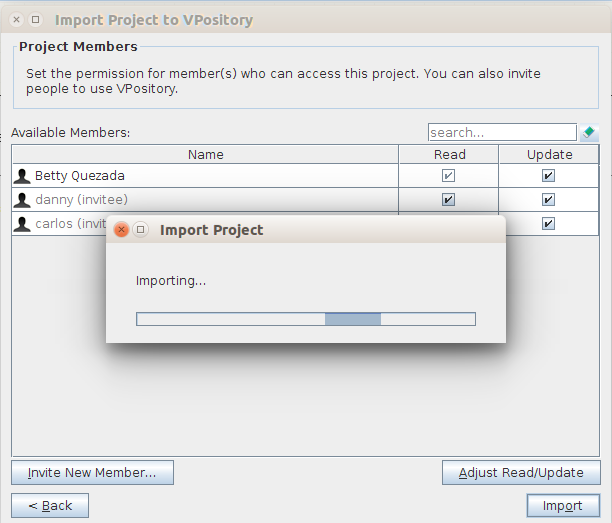 Import Project to VPository
Project Members
Set the permission for member(s) who can access this project. You can also invite
people to use VPository.
Available Members:
search...
Name Read Update
Betty Quezada
danny (invitee)
carlos
Import Project
Importing...
Invite New Member...
Adjust Read/Update
< Back
Import